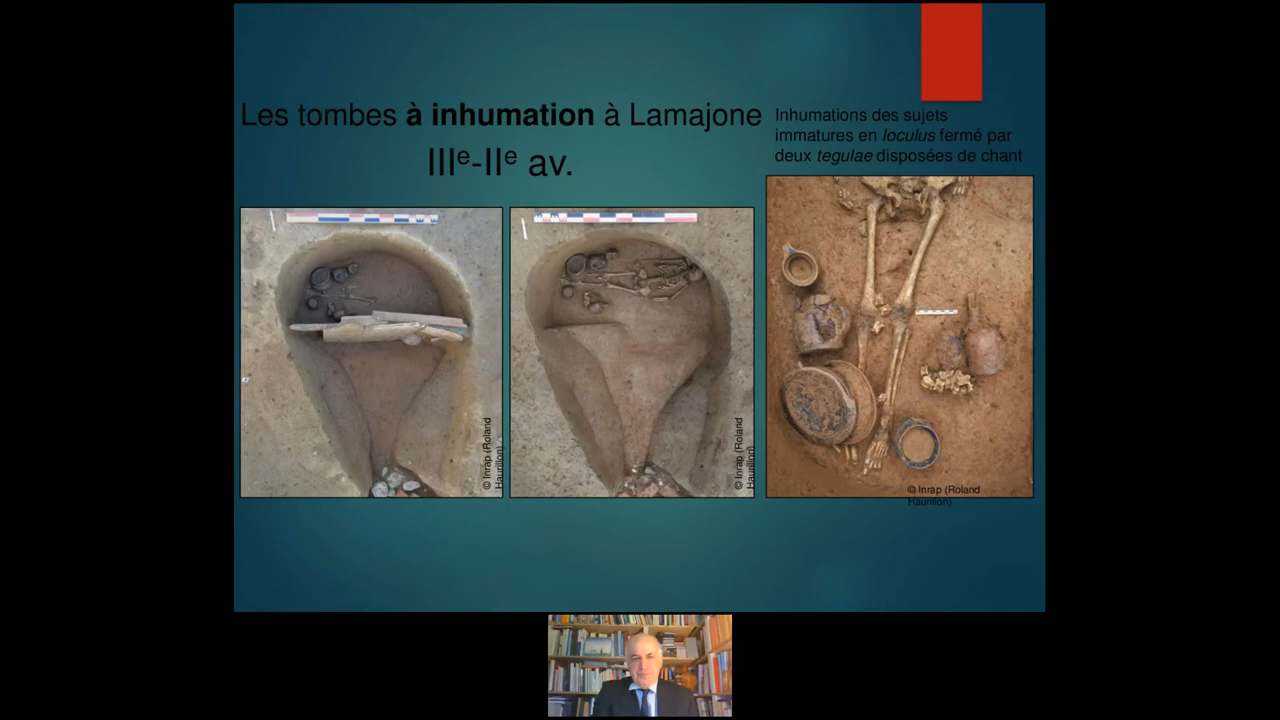 Les tombes à inhumation à Lamajone
IIIe-IIe av.
Inhumations des sujets
immatures en loculus fermé par
deux tegulae disposées de chant
© Inrap (Roland
Haurillon)
© Inrap (Roland
Haurillon)
© Inrap (Roland
Haurillon)